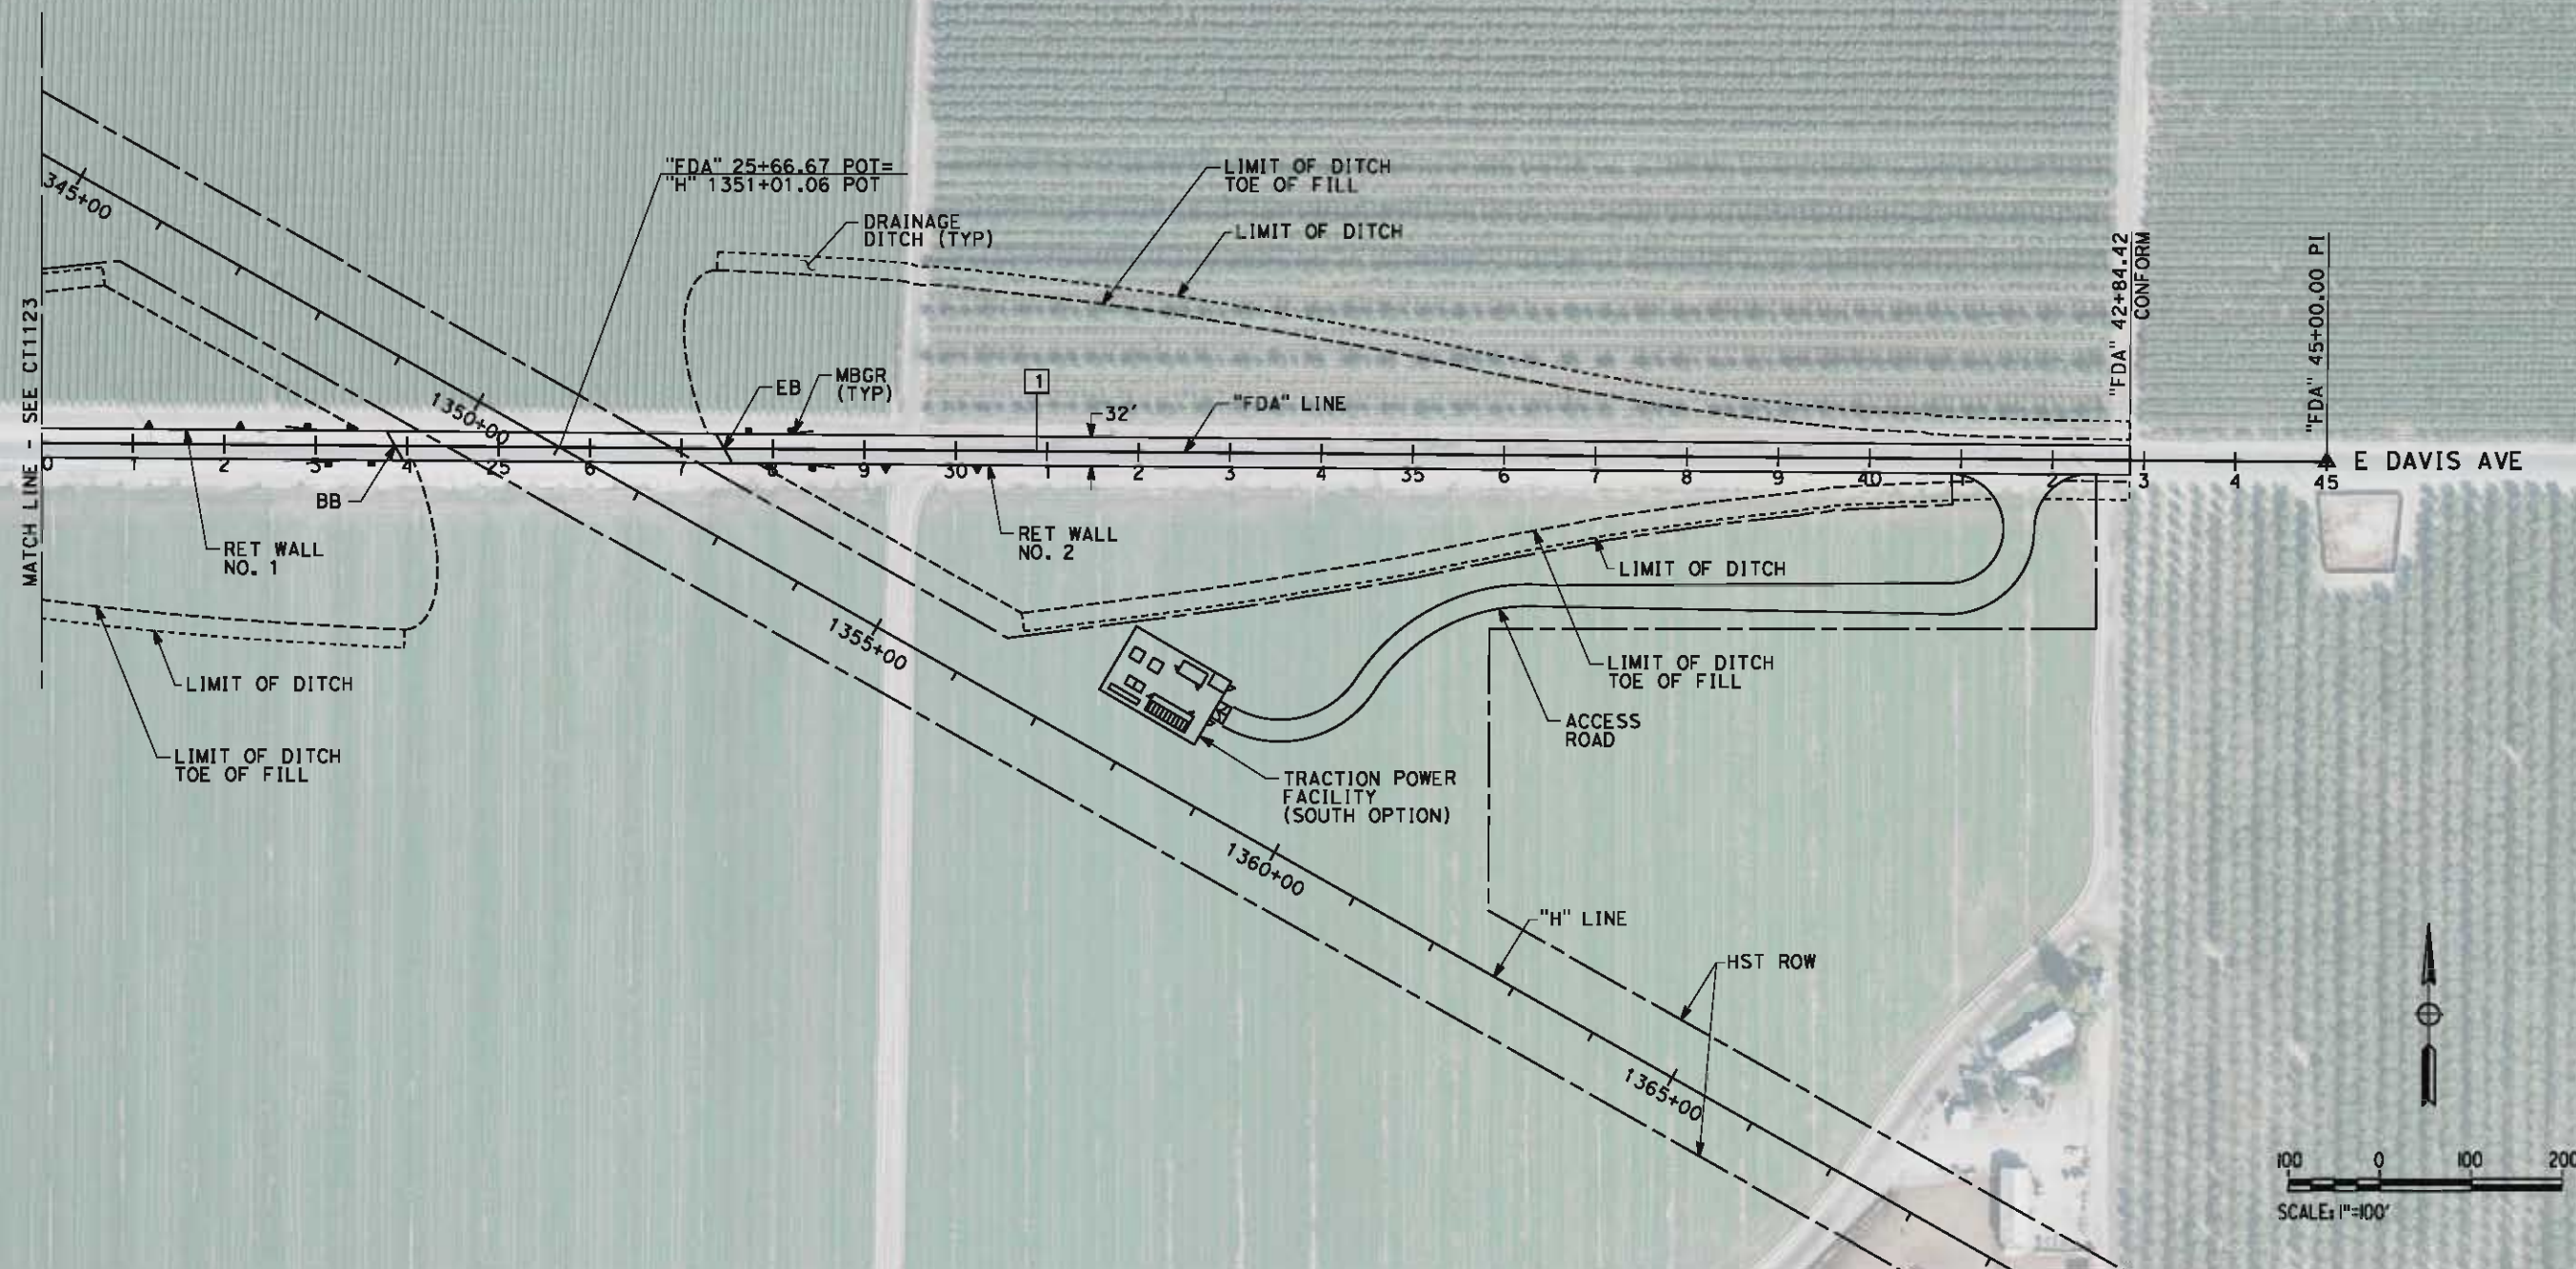 "FDA" 25+66.67 POT=
"H" 1351+01.06 POT
LIMIT OF DITCH
TOE OF FILL
345+00
DRAINAGE
DITCH (TYP)
LIMIT OF DITCH
"FDA" 42+84.42
CONFORM
"FDA" 45+00.00 PI
MATCH LINE - SEE CT1123
EB
MBGR
(TYP)
1
32'
"FDA" LINE
1350+00
E DAVIS AVE
0 1 2 3 4 25 6 7 8 9 30 1 2 3 4 35 6 7 8 9 40 1 2 3 4 45
BB
RET WALL
NO. 1
RET WALL
NO. 2
LIMIT OF DITCH
1355+00
LIMIT OF DITCH
LIMIT OF DITCH
TOE OF FILL
ACCESS
ROAD
LIMIT OF DITCH
TOE OF FILL
TRACTION POWER
FACILITY
(SOUTH OPTION)
1360+00
"H" LINE
HST ROW
1365+00
100 0 100 200
SCALE: 1"=100'